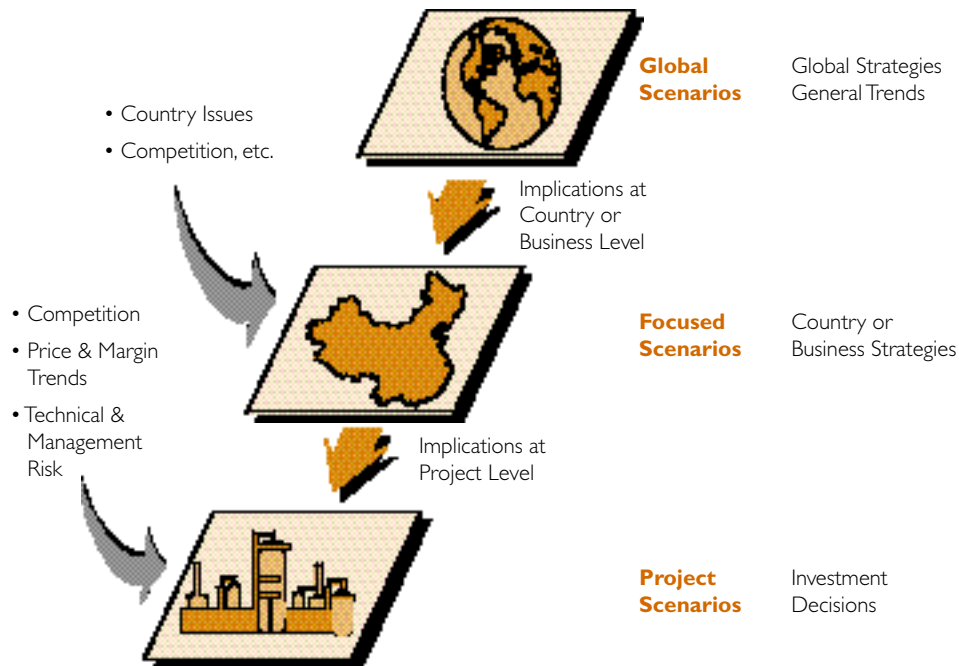 Global
Scenarios
Global Strategies
General Trends
• Country Issues
• Competition, etc.
Implications at
Country or
Business Level
• Competition
• Price & Margin
Trends
• Technical &
Management
Risk
Focused
Scenarios
Country or
Business Strategies
Implications at
Project Level
Project
Scenarios
Investment
Decisions